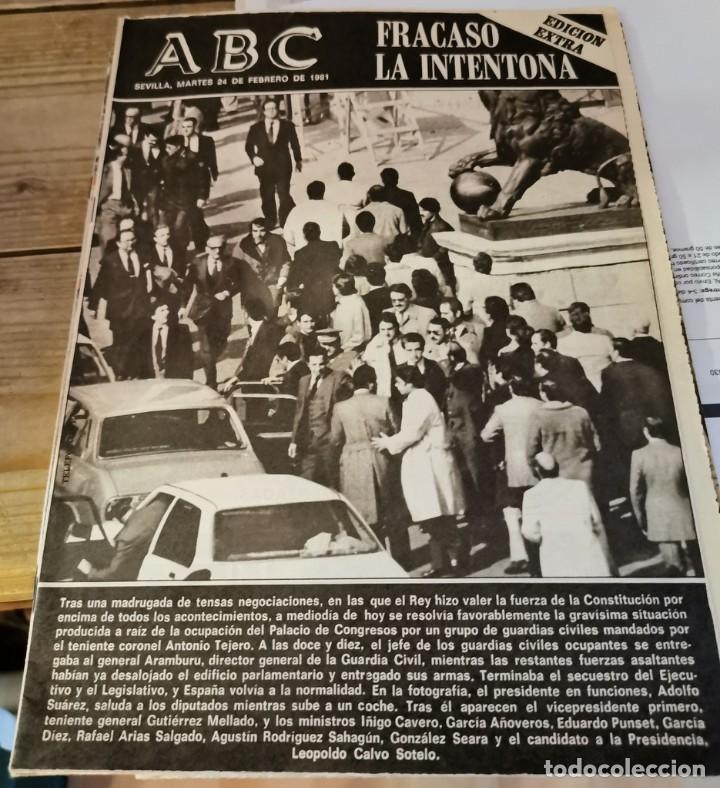 ABC
SEVILLA, MARTES 24 DE FEBRERO DE 1981
FRACASO
LA INTENTONA
EDICION
EXTRA
Tras una madrugada de tensas negociaciones, en las que el Rey hizo valer la fuerza de la Constitución por
encima de todos los acontecimientos, a mediodía de hoy se resolvía favorablemente la gravísima situación
producida a raíz de la ocupación del Palacio de Congresos por un grupo de guardias civiles mandados por
el teniente coronel Antonio Tejero. A las doce y diez, el jefe de los guardias civiles ocupantes se entre-
gaba al general Aramburu, director general de la Guardia Civil, mientras las restantes fuerzas asaltantes
habían ya desalojado el edificio parlamentario y entregado sus armas. Terminaba el secuestro del Ejecu-
tivo y el Legislativo, y España volvía a la normalidad. En la fotografía, el presidente en funciones, Adolfo
Suárez, saluda a los diputados mientras sube a un coche. Tras él aparecen el vicepresidente primero,
teniente general Gutiérrez Mellado, y los ministros Iñigo Cavero, García Añoveros, Eduardo Punset, García
Díez, Rafael Arias Salgado, Agustín Rodríguez Sahagún, González Seara y el candidato a la Presidencia,
Leopoldo Calvo Sotelo.
todocoleccion.net